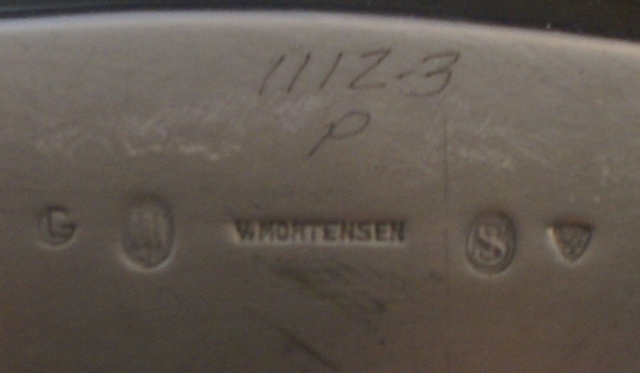 1112-3
P
G V. MORTENSEN S